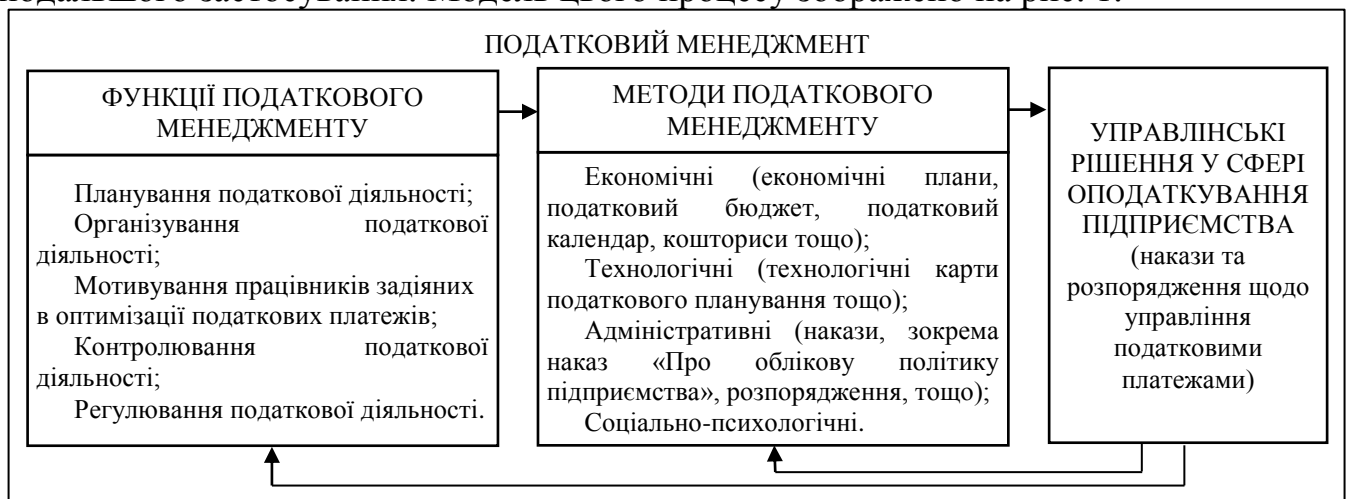 подальшого застосування. Модель цього процесу зображено на рис. 1.
ПОДАТКОВИЙ МЕНЕДЖМЕНТ
ФУНКЦІЇ ПОДАТКОВОГО
МЕНЕДЖМЕНТУ
Планування податкової діяльності;
Організування податкової
діяльності;
Мотивування працівників задіяних
в оптимізації податкових платежів;
Контролювання податкової
діяльності;
Регулювання податкової діяльності.
МЕТОДИ ПОДАТКОВОГО
МЕНЕДЖМЕНТУ
Економічні (економічні плани,
податковий бюджет, податковий
календар, кошториси тощо);
Технологічні (технологічні карти
податкового планування тощо);
Адміністративні (накази, зокрема
наказ «Про облікову політику
підприємства», розпорядження, тощо);
Соціально-психологічні.
УПРАВЛІНСЬКІ
РІШЕННЯ У СФЕРІ
ОПОДАТКУВАННЯ
ПІДПРИЄМСТВА
(накази та
розпорядження щодо
управління
податковими
платежами)